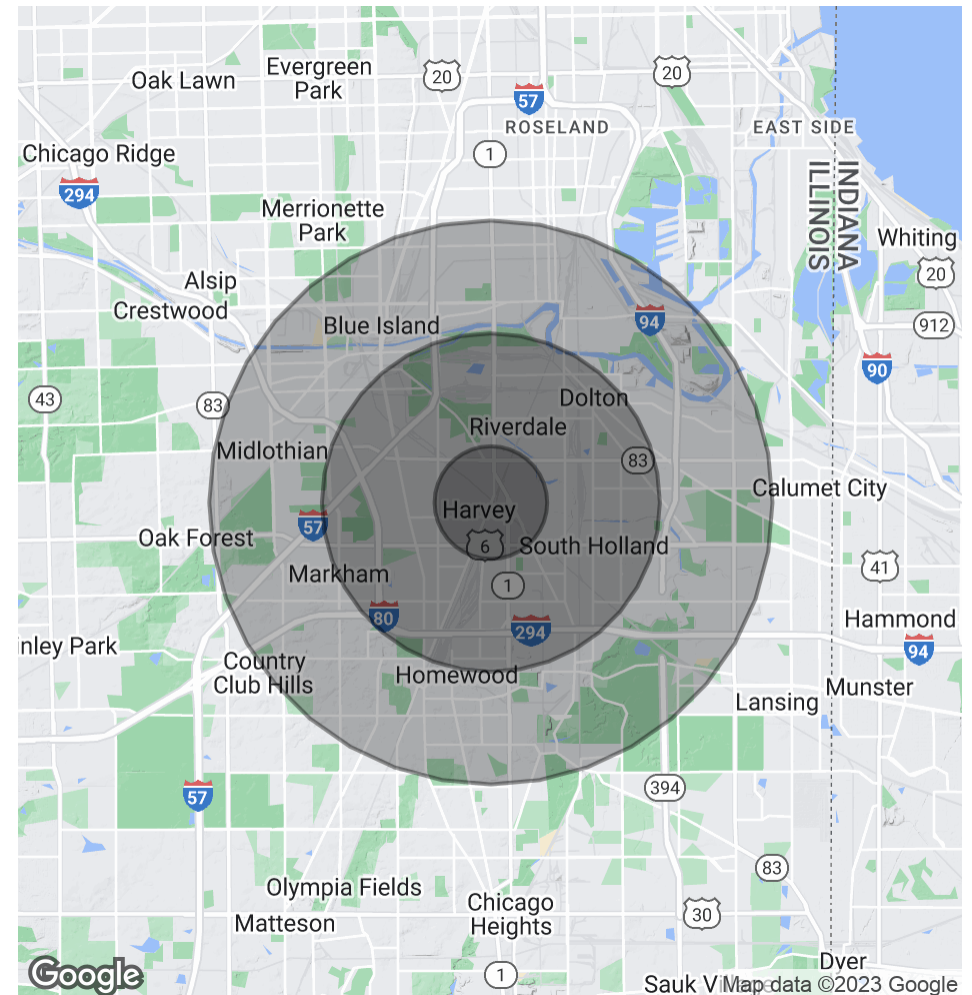 Oak Lawn
Evergreen
Park
20
20
57
ROSELAND
EAST SIDE
1
Chicago Ridge
294
INDIANA
ILLINOIS
Merrionette
Park
Whiting
20
Alsip
Crestwood
Blue Island
94
912
90
43
83
Dolton
Riverdale
Midlothian
83
Calumet City
Harvey
57
Oak Forest
6
South Holland
41
Markham
1
80
294
Hammond
94
nley Park
Country
Club Hills
Homewood
Munster
Lansing
57
394
83
Olympia Fields
Matteson
Chicago
Heights
30
Dyer
Google
1
Sauk V
Map data ©2023 Google